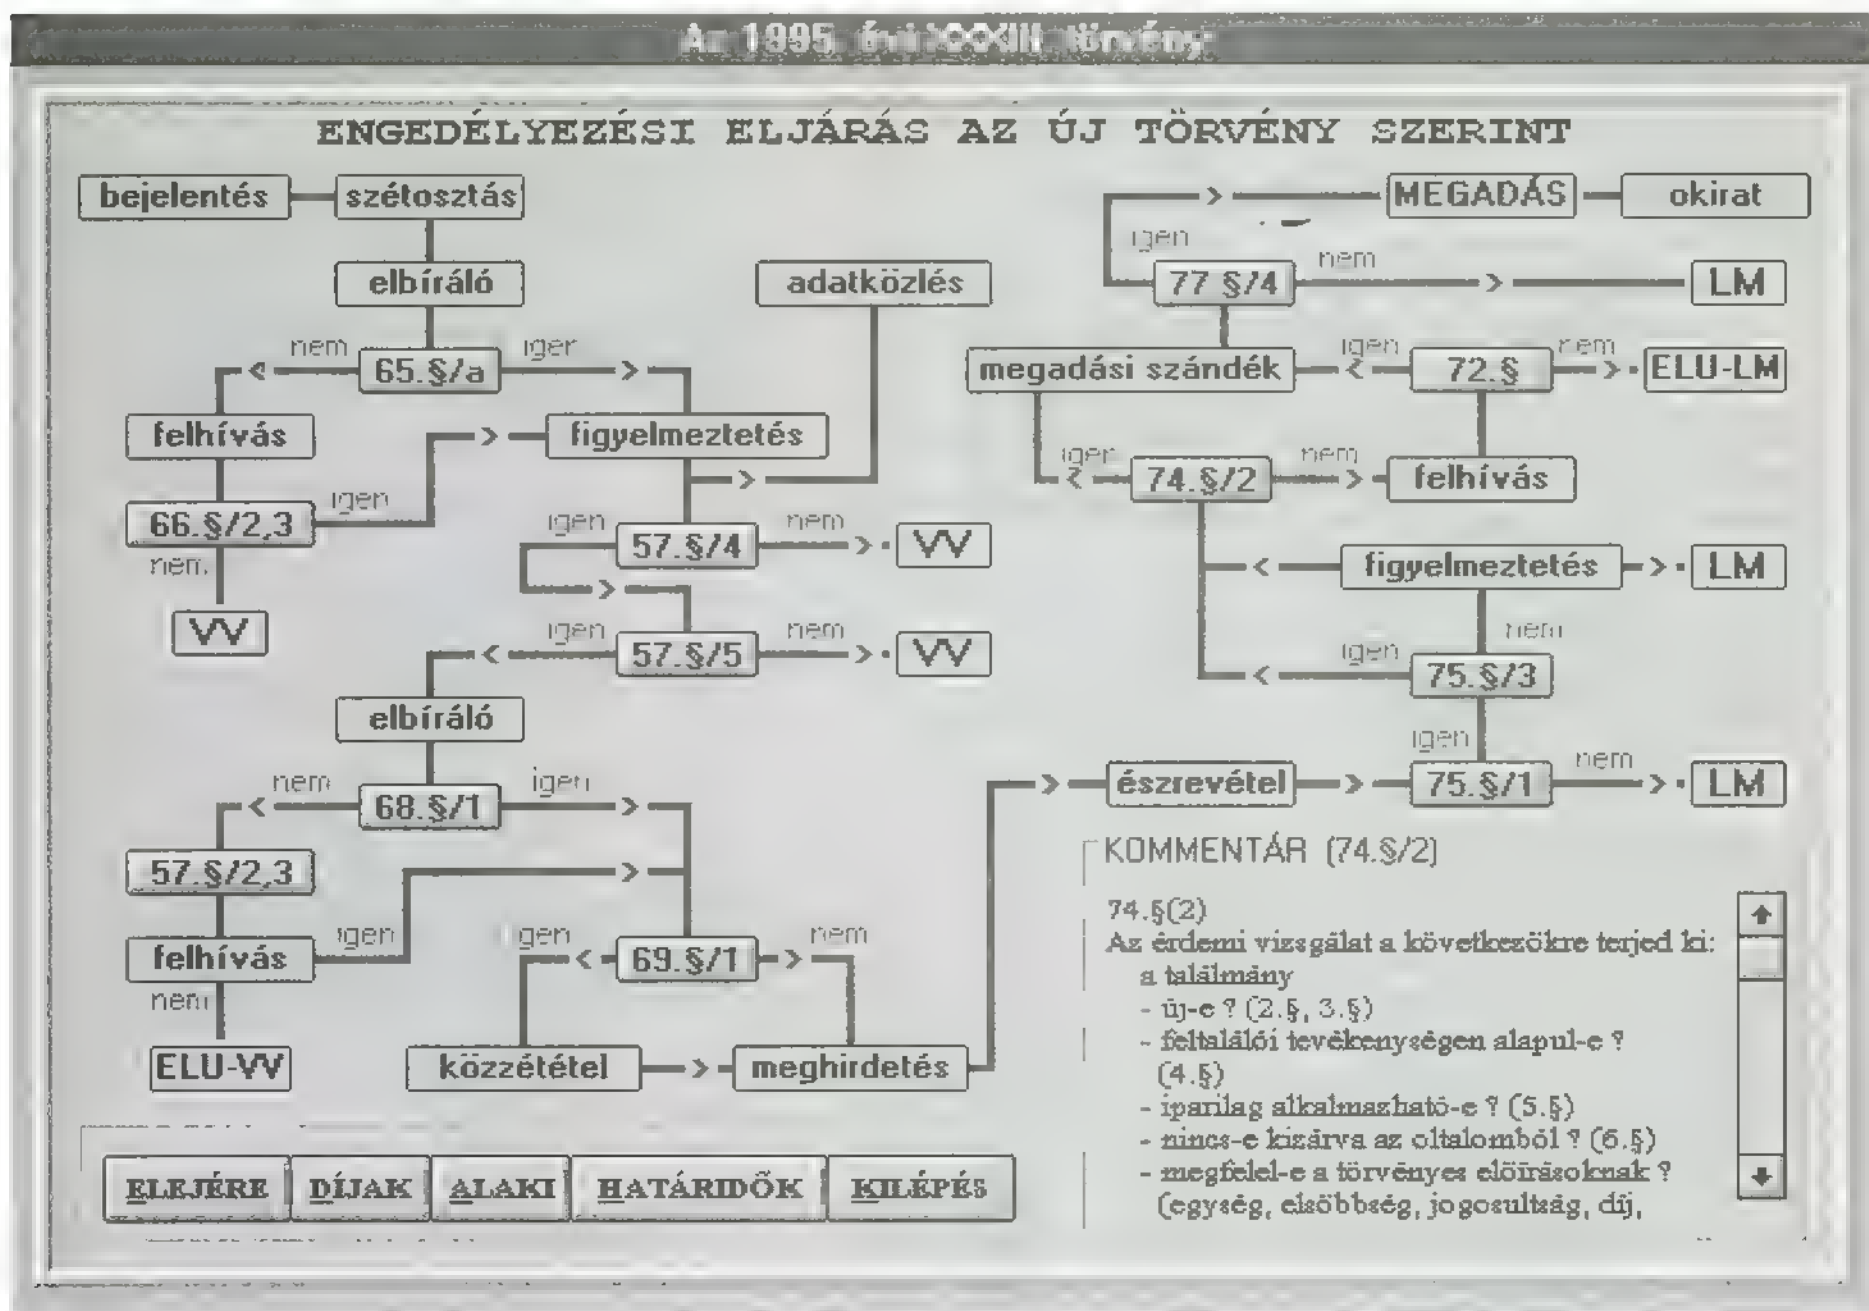 Az 1995. évi XXXIII. törvény
ENGEDÉLYEZÉSI ELJÁRÁS AZ ÚJ TÖRVÉNY SZERINT
bejelentés
szétosztás
elbíráló
adatközlés
nem
iger
65.§/a
felhívás
figyelmeztetés
igen
66.§/2,3
nem
VV
igen
57.§/4
nem
VV
igen
57.§/5
nem
VV
elbíráló
nem
igen
68.§/1
57.§/2,3
felhívás
igen
nem
ELU-VV
igen
69.§/1
nem
közzététel
meghirdetés
MEGADÁS
okirat
igen
nem
77 §/4
LM
megadási szándék
igen
72.§
nem
ELU-LM
igen
74.§/2
nem
felhívás
figyelmeztetés
LM
nem
igen
75.§/3
igen
észrevétel
75.§/1
nem
LM
KOMMENTÁR (74.§/2)
74.§(2)
Az érdemi vizsgálat a következőkre terjed ki:
a találmány
- új-e ? (2.§, 3.§)
- feltalálói tevékenységen alapul-e ?
(4.§)
- iparilag alkalmazható-e ? (5.§)
- nincs-e kizárva az oltalomból ? (6.§)
- megfelel-e a törvényes előírásoknak ?
(egység, elsőbbség, jogosultság, díj,
ELEJÉRE
DÍJAK
ALAKI
HATÁRIDŐK
KILÉPÉS